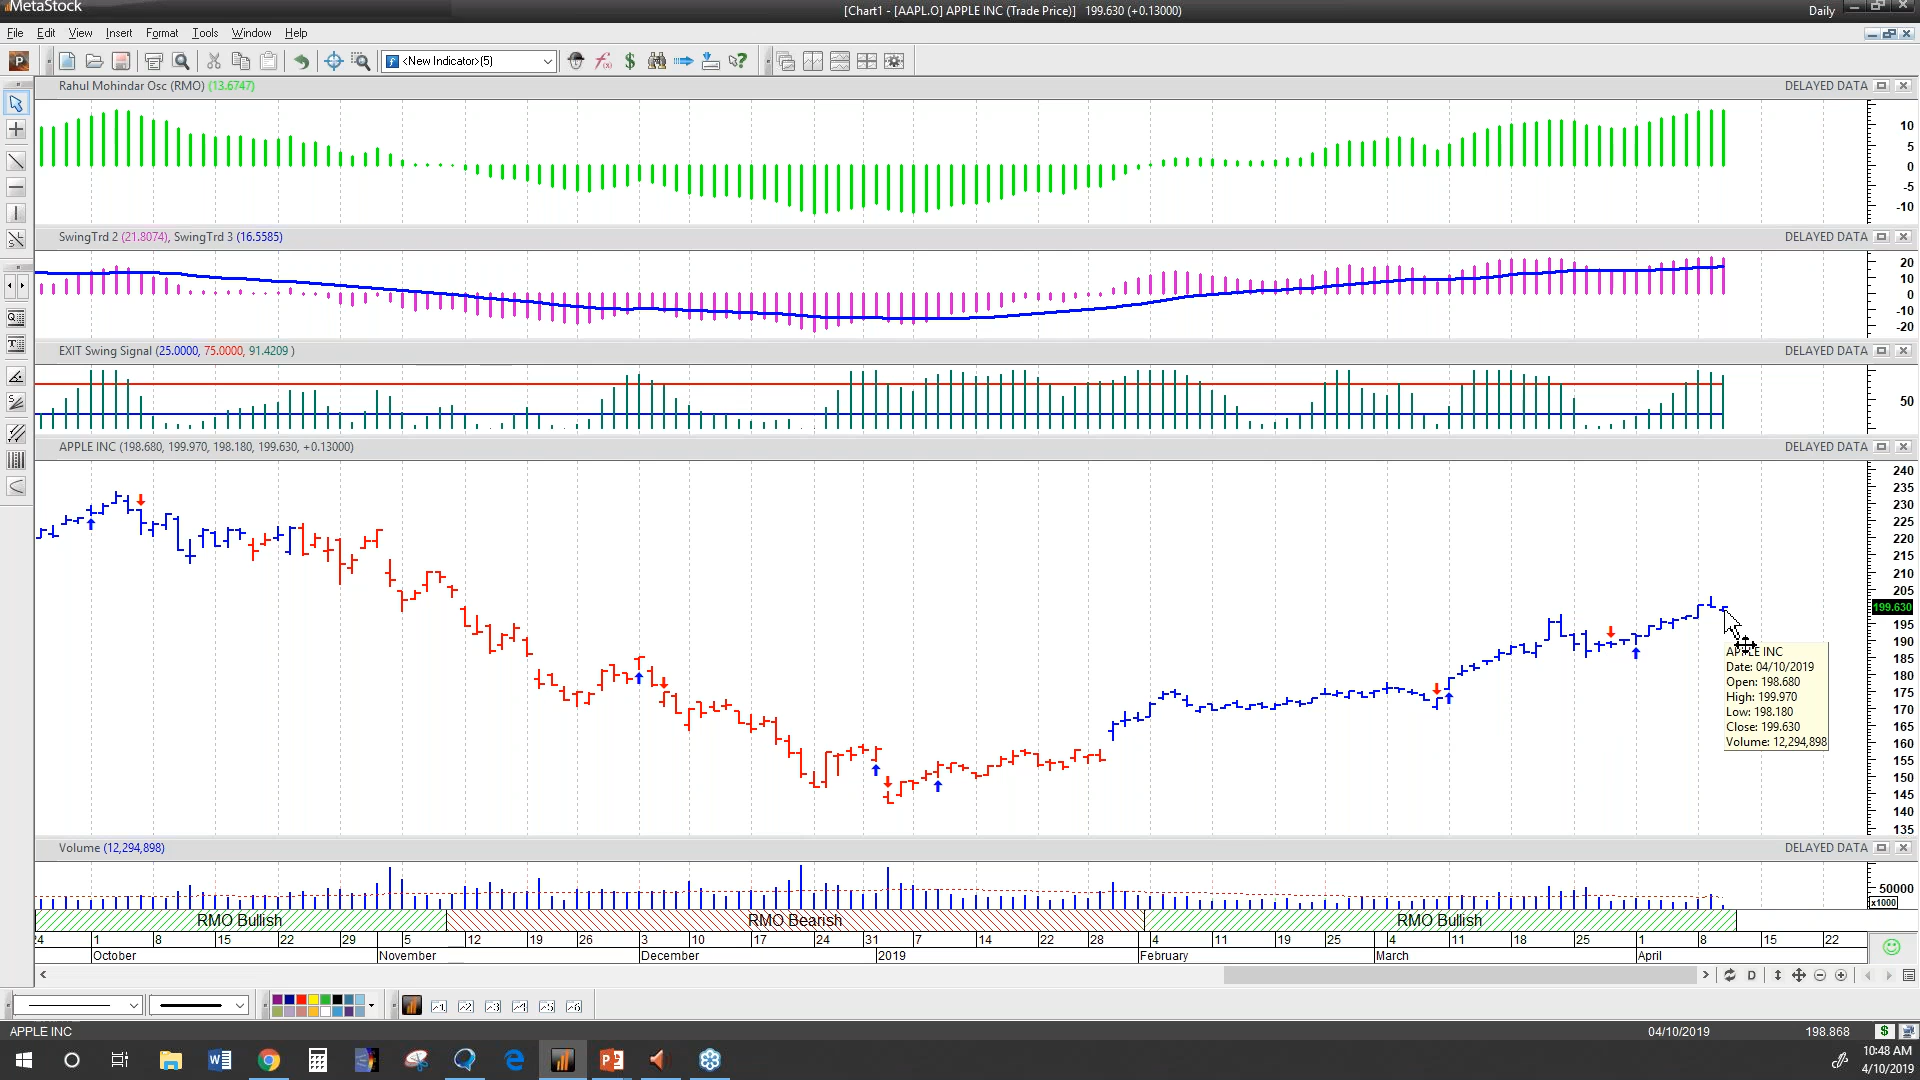 MetaStock
[Chart1 - [AAPL.O] APPLE INC (Trade Price)] 199.630 (+0.13000)
Daily
File Edit View Insert Format Tools Window Help
<New Indicator>(5)
Rahul Mohindar Osc (RMO) (13.6747)
DELAYED DATA
10
5
0
-5
-10
SwingTrd 2 (21.8074), SwingTrd 3 (16.5585)
DELAYED DATA
20
10
0
-10
-20
EXIT Swing Signal (25.0000, 75.0000, 91.4209 )
DELAYED DATA
50
APPLE INC (198.680, 199.970, 198.180, 199.630, +0.13000)
DELAYED DATA
240
235
230
225
220
215
210
205
199.630
195
190
185
180
175
170
165
160
155
150
145
140
135
APPLE INC
Date: 04/10/2019
Open: 198.680
High: 199.970
Low: 198.180
Close: 199.630
Volume: 12,294,898
Volume (12,294,898)
DELAYED DATA
50000
x1000
RMO Bullish RMO Bearish RMO Bullish
24 1 8 15 22 29 5 12 19 26 3 10 17 24 31 7 14 22 28 4 11 19 25 4 11 18 25 1 8 15 22
October November December 2019 February March April
D
APPLE INC
04/10/2019 198.868
10:48 AM
4/10/2019